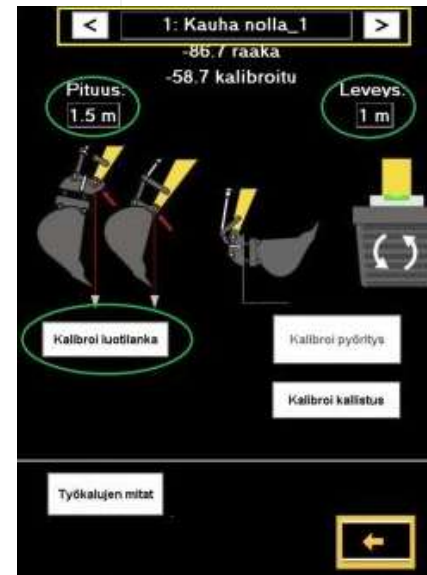 < 1: Kauha nolla_1 >
-86.7 raaka
-58.7 kalibroitu
Pituus:
1.5 m
Leveys:
1 m
Kalibroi luotilanka
Kalibroi pyöritys
Kalibroi kallistus
Työkalujen mitat